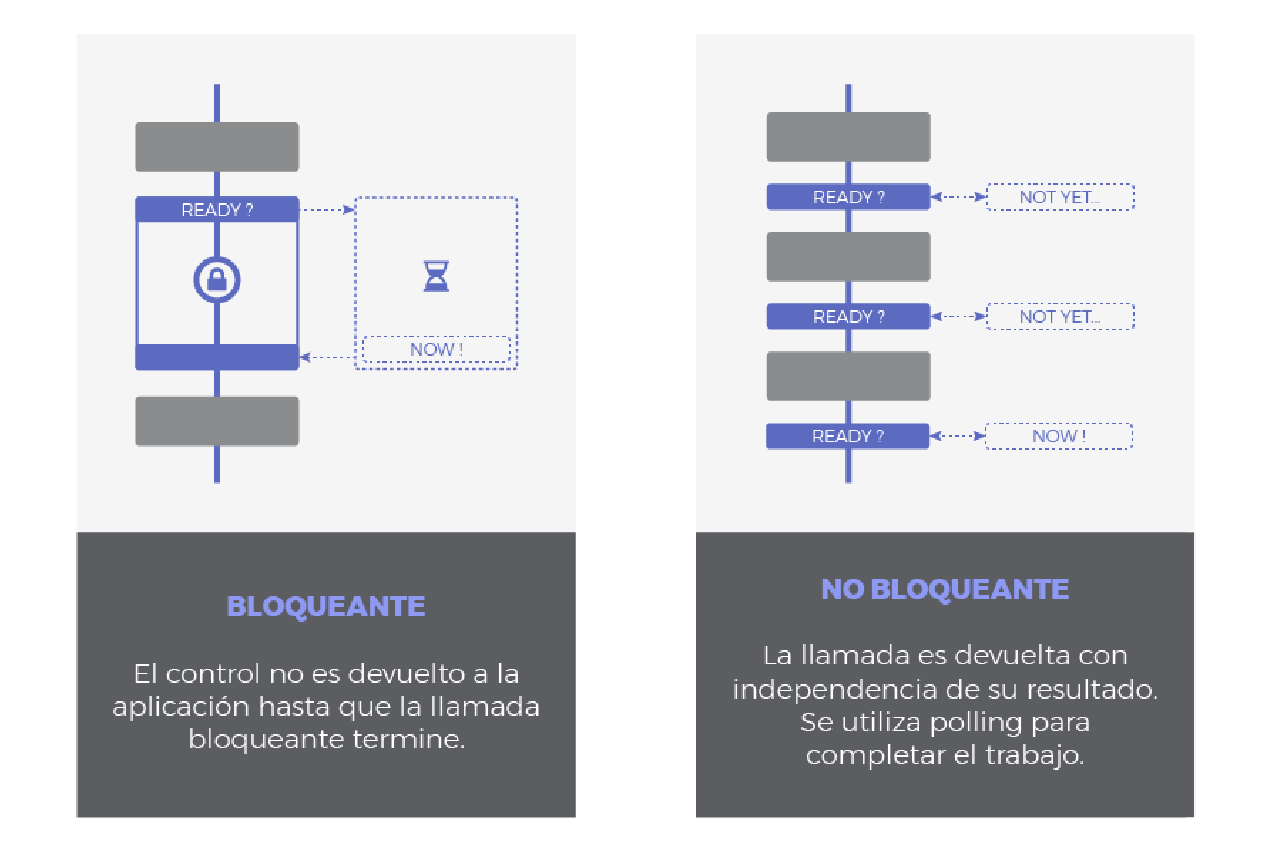 READY ?
NOW !
BLOQUEANTE
El control no es devuelto a la
aplicación hasta que la llamada
bloqueante termine.
READY ?
NOT YET...
READY ?
NOT YET...
READY ?
NOW !
NO BLOQUEANTE
La llamada es devuelta con
independencia de su resultado.
Se utiliza polling para
completar el trabajo.